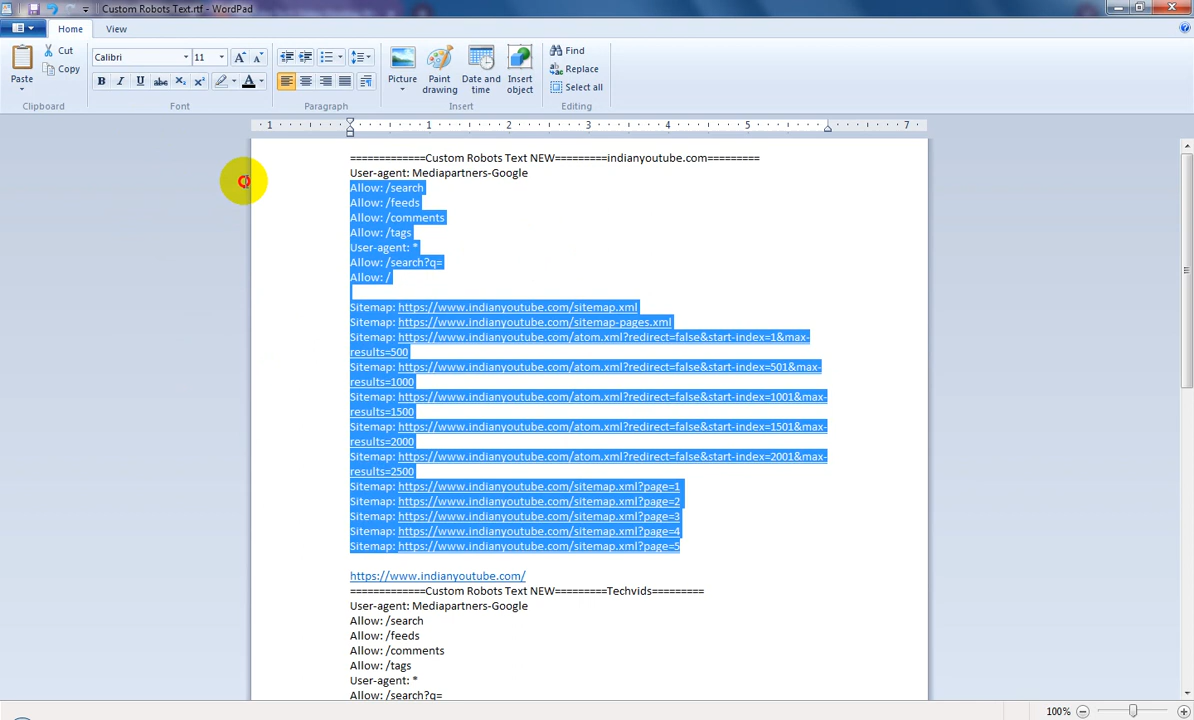 Custom Robots Text.rtf - WordPad
Home View
Paste
Cut
Copy
Calibri 11
B I U abc X₂ X² A
Picture
Paint drawing
Date and time
Insert object
Find
Replace
Select all
Clipboard Font Paragraph Insert Editing
1 1 2 3 4 5 7
=============Custom Robots Text NEW=========indianyoutube.com=========
User-agent: Mediapartners-Google
Allow: /search
Allow: /feeds
Allow: /comments
Allow: /tags
User-agent: *
Allow: /search?q=
Allow: /
Sitemap: https://www.indianyoutube.com/sitemap.xml
Sitemap: https://www.indianyoutube.com/sitemap-pages.xml
Sitemap: https://www.indianyoutube.com/atom.xml?redirect=false&start-index=1&max-
results=500
Sitemap: https://www.indianyoutube.com/atom.xml?redirect=false&start-index=501&max-
results=1000
Sitemap: https://www.indianyoutube.com/atom.xml?redirect=false&start-index=1001&max-
results=1500
Sitemap: https://www.indianyoutube.com/atom.xml?redirect=false&start-index=1501&max-
results=2000
Sitemap: https://www.indianyoutube.com/atom.xml?redirect=false&start-index=2001&max-
results=2500
Sitemap: https://www.indianyoutube.com/sitemap.xml?page=1
Sitemap: https://www.indianyoutube.com/sitemap.xml?page=2
Sitemap: https://www.indianyoutube.com/sitemap.xml?page=3
Sitemap: https://www.indianyoutube.com/sitemap.xml?page=4
Sitemap: https://www.indianyoutube.com/sitemap.xml?page=5
https://www.indianyoutube.com/
=============Custom Robots Text NEW=========Techvids=========
User-agent: Mediapartners-Google
Allow: /search
Allow: /feeds
Allow: /comments
Allow: /tags
User-agent: *
Allow: /search?q=
100%